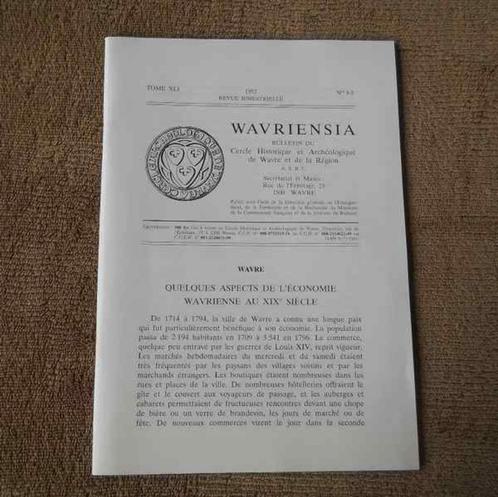 TOME XLI
1992
REVUE BIMESTRIELLE
WAVRIENSIA
BULLETIN DU
Cercle Historique et Archéologique
de Wavre et de la Région
A. S. B. L.
Secrétariat et Musée :
Rue de l'Ermitage, 23
1300 WAVRE
WAVRE
QUELQUES ASPECTS DE L'ÉCONOMIE
WAVRIENNE AU XIXe SIÈCLE
De 1714 à 1794, la ville de Wavre a connu une longue paix
qui fut particulièrement bénéfique à son économie. La population
passa de 2194 habitants en 1709 à 3541 en 1796. Le commerce,
quelque peu entravé par les guerres de Louis XIV, reprit vigueur.
Les marchés hebdomadaires du mercredi et du samedi étaient
très fréquentés par les paysans des villages voisins et par les
marchands étrangers. Les boutiques étaient nombreuses dans les
rues et places de la ville. De nombreuses hôtelleries offraient le
gîte et le couvert aux voyageurs de passage, et les auberges et
cabarets permettaient de fructueuses rencontres devant une chope
de bière ou un verre de brandevin, les jours de marché ou de
fête. De nouveaux commerces virent le jour dans la seconde